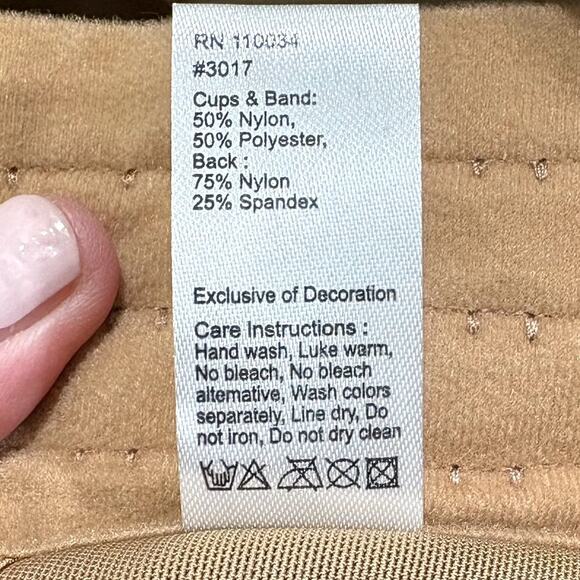 RN 110034
#3017
Cups & Band:
50% Nylon,
50% Polyester,
Back :
75% Nylon
25% Spandex
Exclusive of Decoration
Care Instructions :
Hand wash, Luke warm,
No bleach, No bleach
alternative, Wash colors
separately, Line dry, Do
not iron, Do not dry clean